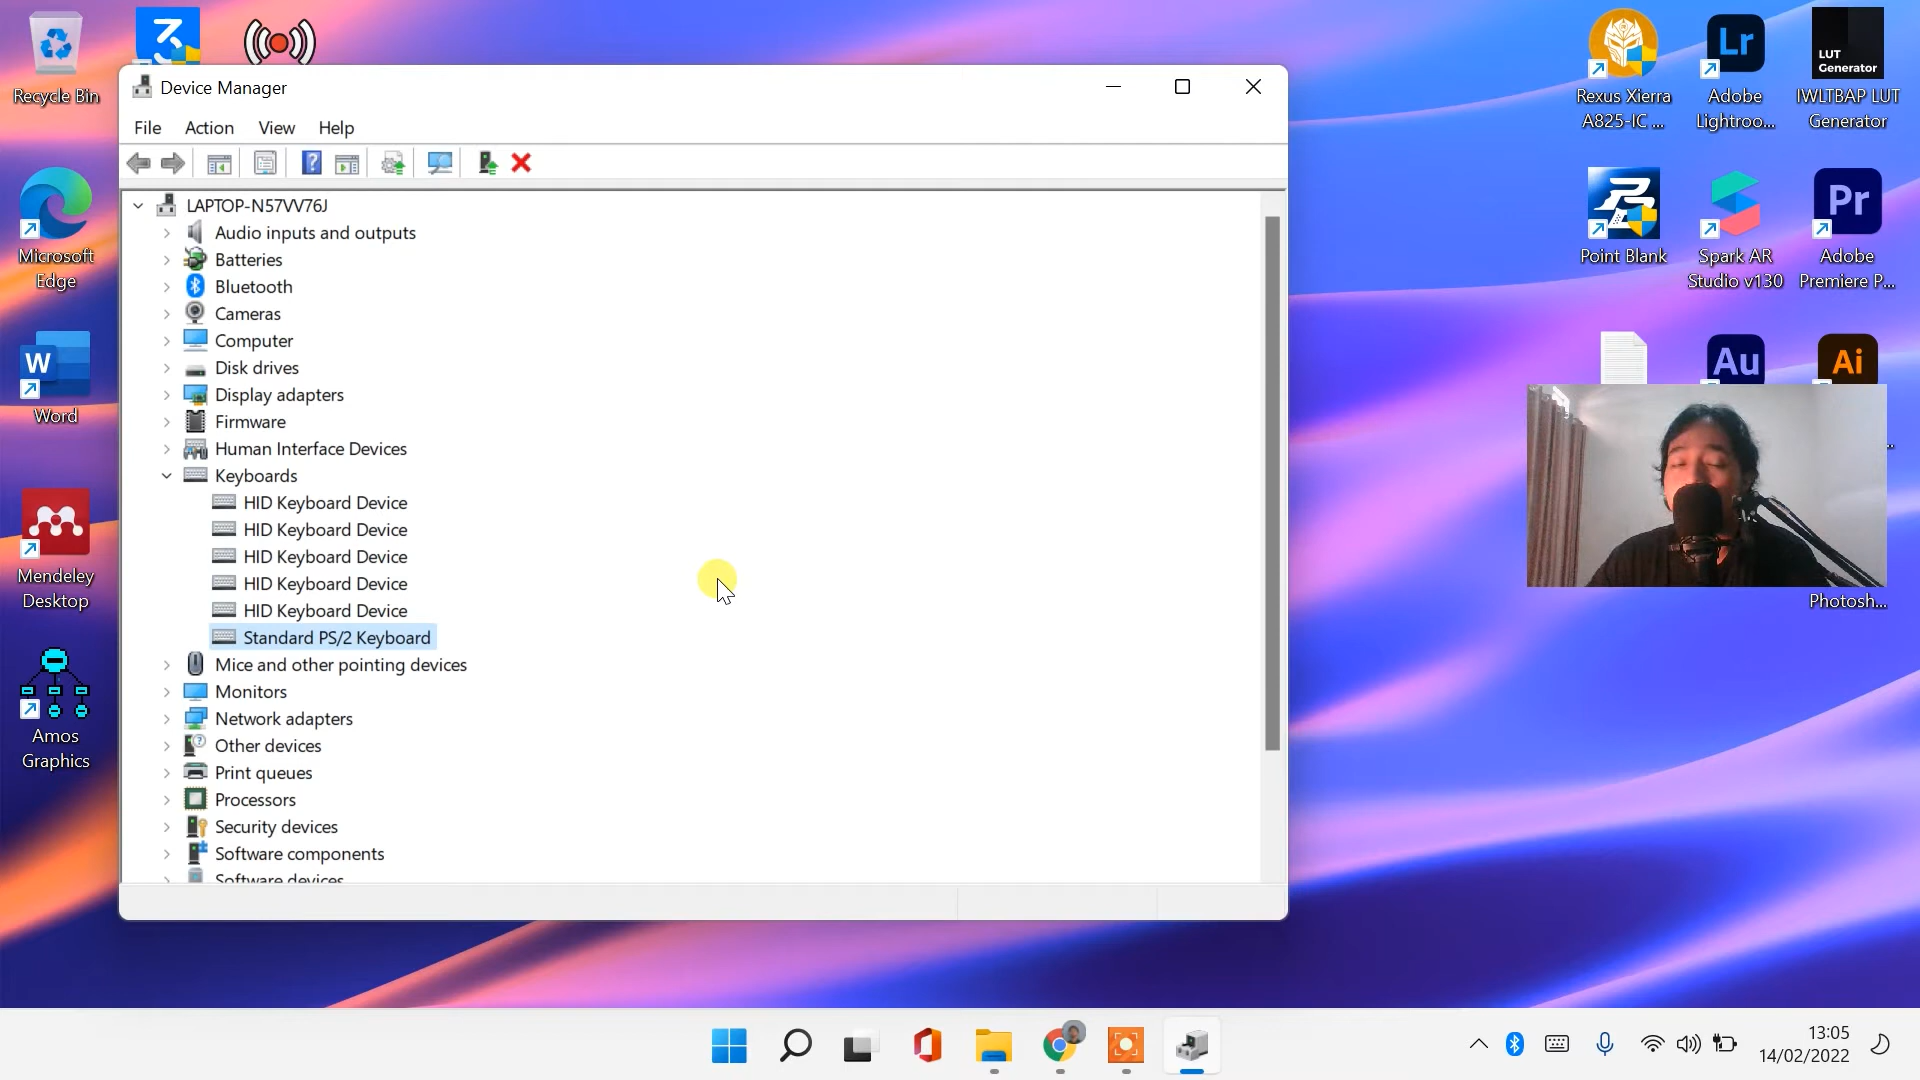 Recycle Bin
Microsoft
Edge
W
Word
Mendeley
Desktop
Amos
Graphics
Device Manager
File Action View Help
LAPTOP-N57VV76J
Audio inputs and outputs
Batteries
Bluetooth
Cameras
Computer
Disk drives
Display adapters
Firmware
Human Interface Devices
Keyboards
HID Keyboard Device
HID Keyboard Device
HID Keyboard Device
HID Keyboard Device
HID Keyboard Device
Standard PS/2 Keyboard
Mice and other pointing devices
Monitors
Network adapters
Other devices
Print queues
Processors
Security devices
Software components
Software devices
Lr
LUT
Generator
Rexus Xierra
A825-IC ...
Adobe
Lightroo...
IWLTBAP LUT
Generator
Pr
Point Blank
Spark AR
Studio v130
Adobe
Premiere P...
Au
Ai
Photosh...
13:05
14/02/2022